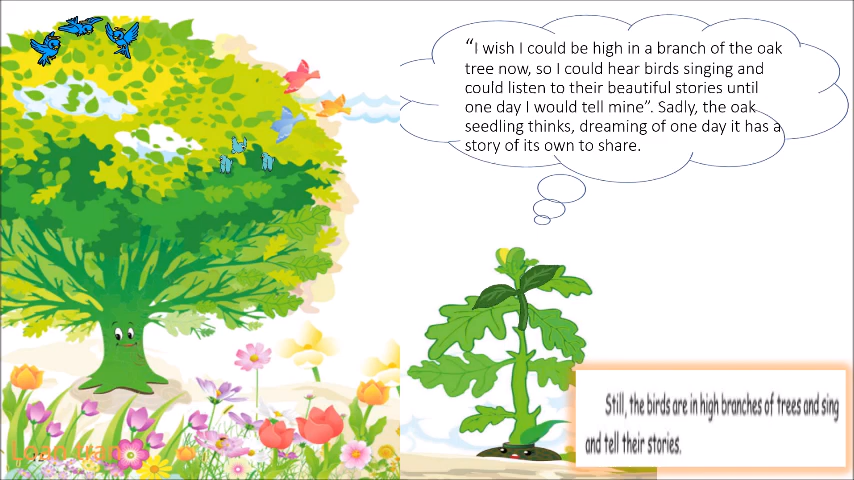 “I wish I could be high in a branch of the oak
tree now, so I could hear birds singing and
could listen to their beautiful stories until
one day I would tell mine”. Sadly, the oak
seedling thinks, dreaming of one day it has a
story of its own to share.
Still, the birds are in high branches of trees and sing
and tell their stories.
Loan tran